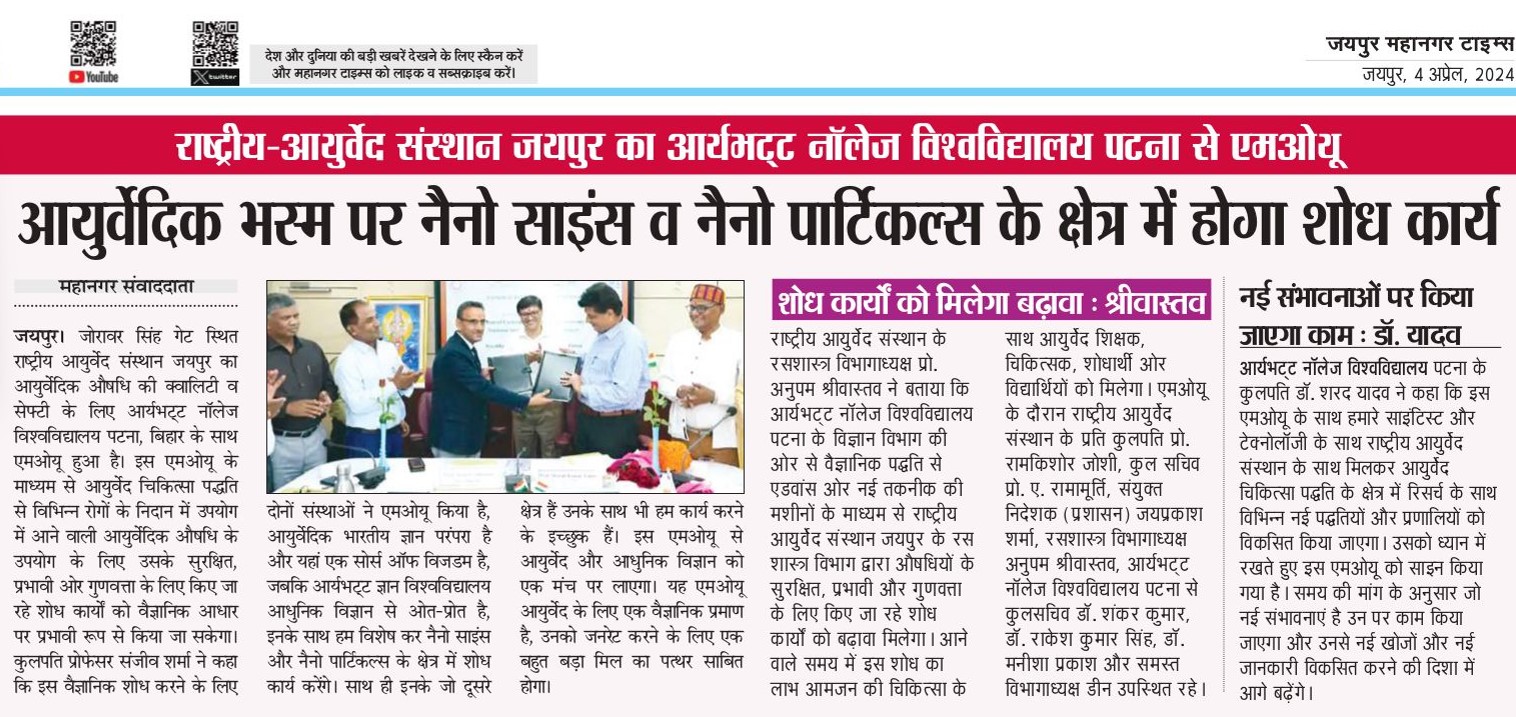 YouTube
twitter
देश और दुनिया की बड़ी खबरें देखने के लिए स्कैन करें
और महानगर टाइम्स को लाइक व सब्सक्राइब करें।
जयपुर महानगर टाइम्स
जयपुर, 4 अप्रेल, 2024
राष्ट्रीय-आयुर्वेद संस्थान जयपुर का आर्यभट्ट नॉलेज विश्वविद्यालय पटना से एमओयू
आयुर्वेदिक भस्म पर नैनो साइंस व नैनो पार्टिकल्स के क्षेत्र में होगा शोध कार्य
महानगर संवाददाता
जयपुर। जोरावर सिंह गेट स्थित
राष्ट्रीय आयुर्वेद संस्थान जयपुर का
आयुर्वेदिक औषधि की क्वालिटी व
सेफ्टी के लिए आर्यभट्ट नॉलेज
विश्वविद्यालय पटना, बिहार के साथ
एमओयू हुआ है। इस एमओयू के
माध्यम से आयुर्वेद चिकित्सा पद्धति
से विभिन्न रोगों के निदान में उपयोग
में आने वाली आयुर्वेदिक औषधि के
उपयोग के लिए उसके सुरक्षित,
प्रभावी ओर गुणवत्ता के लिए किए जा
रहे शोध कार्यों को वैज्ञानिक आधार
पर प्रभावी रूप से किया जा सकेगा।
कुलपति प्रोफेसर संजीव शर्मा ने कहा
कि इस वैज्ञानिक शोध करने के लिए
दोनों संस्थाओं ने एमओयू किया है,
आयुर्वेदिक भारतीय ज्ञान परंपरा है
और यहां एक सोर्स ऑफ विजडम है,
जबकि आर्यभट्ट ज्ञान विश्वविद्यालय
आधुनिक विज्ञान से ओत-प्रोत है,
इनके साथ हम विशेष कर नैनो साइंस
और नैनो पार्टिकल्स के क्षेत्र में शोध
कार्य करेंगे। साथ ही इनके जो दूसरे
क्षेत्र हैं उनके साथ भी हम कार्य करने
के इच्छुक हैं। इस एमओयू से
आयुर्वेद और आधुनिक विज्ञान को
एक मंच पर लाएगा। यह एमओयू
आयुर्वेद के लिए एक वैज्ञानिक प्रमाण
है, उनको जनरेट करने के लिए एक
बहुत बड़ा मिल का पत्थर साबित
होगा।
शोध कार्यों को मिलेगा बढ़ावा : श्रीवास्तव
राष्ट्रीय आयुर्वेद संस्थान के
रसशास्त्र विभागाध्यक्ष प्रो.
अनुपम श्रीवास्तव ने बताया कि
आर्यभट्ट नॉलेज विश्वविद्यालय
पटना के विज्ञान विभाग की
ओर से वैज्ञानिक पद्धति से
एडवांस ओर नई तकनीक की
मशीनों के माध्यम से राष्ट्रीय
आयुर्वेद संस्थान जयपुर के रस
शास्त्र विभाग द्वारा औषधियों के
सुरक्षित, प्रभावी और गुणवत्ता
के लिए किए जा रहे शोध
कार्यों को बढ़ावा मिलेगा। आने
वाले समय में इस शोध का
लाभ आमजन की चिकित्सा के
साथ आयुर्वेद शिक्षक,
चिकित्सक, शोधार्थी ओर
विद्यार्थियों को मिलेगा। एमओयू
के दौरान राष्ट्रीय आयुर्वेद
संस्थान के प्रति कुलपति प्रो.
रामकिशोर जोशी, कुल सचिव
प्रो. ए. रामामूर्ति, संयुक्त
निदेशक (प्रशासन) जयप्रकाश
शर्मा, रसशास्त्र विभागाध्यक्ष
अनुपम श्रीवास्तव, आर्यभट्ट
नॉलेज विश्वविद्यालय पटना से
कुलसचिव डॉ. शंकर कुमार,
डॉ. राकेश कुमार सिंह, डॉ.
मनीशा प्रकाश और समस्त
विभागाध्यक्ष डीन उपस्थित रहे।
नई संभावनाओं पर किया
जाएगा काम : डॉ. यादव
आर्यभट्ट नॉलेज विश्वविद्यालय पटना के
कुलपति डॉ. शरद यादव ने कहा कि इस
एमओयू के साथ हमारे साइंटिस्ट और
टेक्नोलॉजी के साथ राष्ट्रीय आयुर्वेद
संस्थान के साथ मिलकर आयुर्वेद
चिकित्सा पद्धति के क्षेत्र में रिसर्च के साथ
विभिन्न नई पद्धतियों और प्रणालियों को
विकसित किया जाएगा। उसको ध्यान में
रखते हुए इस एमओयू को साइन किया
गया है। समय की मांग के अनुसार जो
नई संभावनाएं है उन पर काम किया
जाएगा और उनसे नई खोजों और नई
जानकारी विकसित करने की दिशा में
आगे बढ़ेंगे।